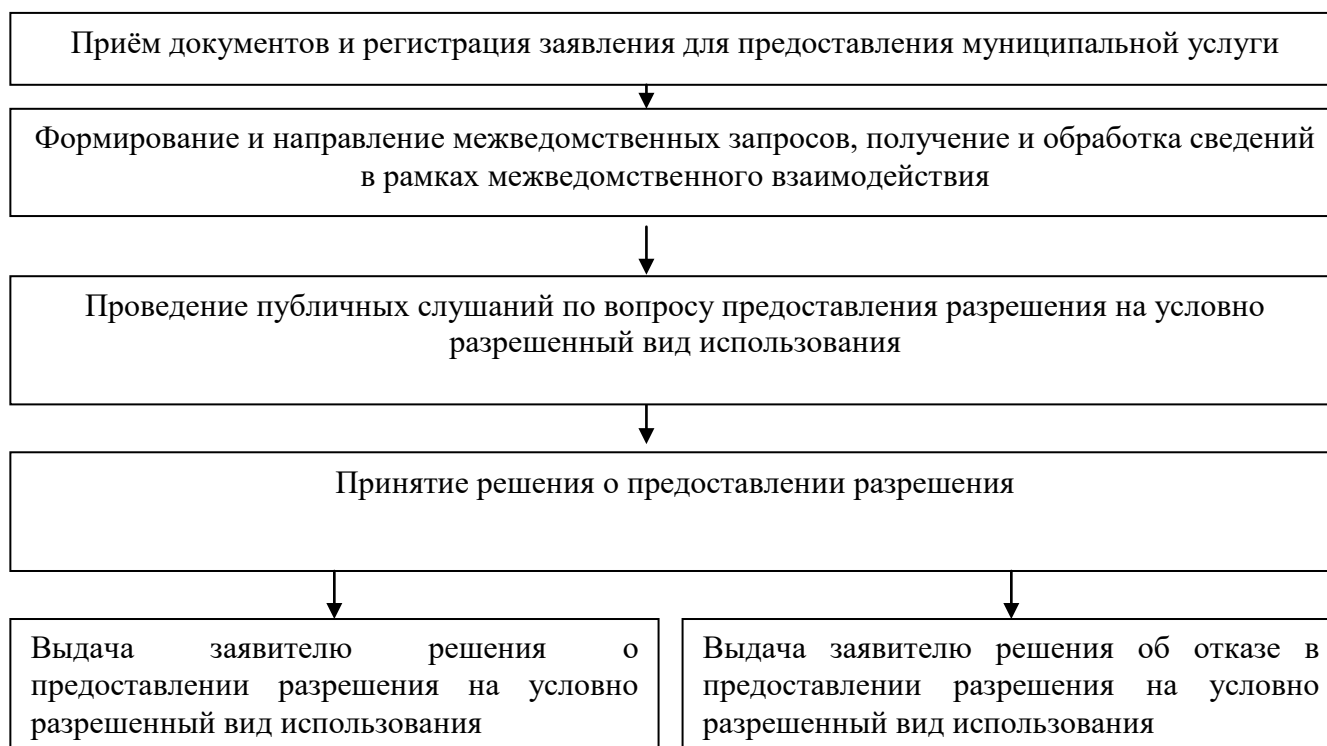 Приём документов и регистрация заявления для предоставления муниципальной услуги
Формирование и направление межведомственных запросов, получение и обработка сведений
в рамках межведомственного взаимодействия
Проведение публичных слушаний по вопросу предоставления разрешения на условно
разрешенный вид использования
Принятие решения о предоставлении разрешения
Выдача заявителю решения о
предоставлении разрешения на условно
разрешенный вид использования
Выдача заявителю решения об отказе в
предоставлении разрешения на условно
разрешенный вид использования